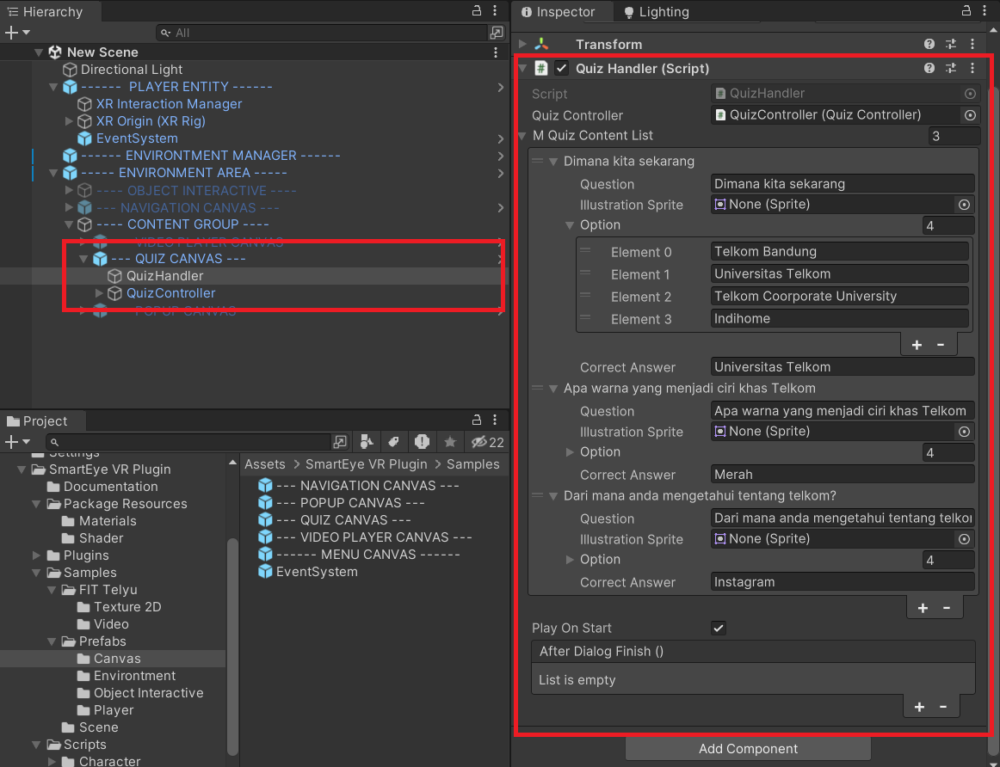 Hierarchy
All
New Scene
Directional Light
------ PLAYER ENTITY ------
XR Interaction Manager
XR Origin (XR Rig)
EventSystem
------ ENVIRONTMENT MANAGER ------
----- ENVIRONMENT AREA -----
---- OBJECT INTERACTIVE ----
--- NAVIGATION CANVAS ---
---- CONTENT GROUP ----
VIDEO PLAYER CANVAS
--- QUIZ CANVAS ---
QuizHandler
QuizController
POPUP CANVAS
Project
22
Settings
SmartEye VR Plugin
Documentation
Package Resources
Materials
Shader
Plugins
Samples
FIT Telyu
Texture 2D
Video
Prefabs
Canvas
Environtment
Object Interactive
Player
Scene
Scripts
Character
Assets > SmartEye VR Plugin > Samples
--- NAVIGATION CANVAS ---
--- POPUP CANVAS ---
--- QUIZ CANVAS ---
--- VIDEO PLAYER CANVAS ---
------ MENU CANVAS ------
EventSystem
Inspector Lighting
Transform
# Quiz Handler (Script)
Script # QuizHandler
Quiz Controller # QuizController (Quiz Controller)
M Quiz Content List 3
Dimana kita sekarang
Question Dimana kita sekarang
Illustration Sprite None (Sprite)
Option 4
Element 0 Telkom Bandung
Element 1 Universitas Telkom
Element 2 Telkom Coorporate University
Element 3 Indihome
+ -
Correct Answer Universitas Telkom
Apa warna yang menjadi ciri khas Telkom
Question Apa warna yang menjadi ciri khas Telkom
Illustration Sprite None (Sprite)
Option 4
Correct Answer Merah
Dari mana anda mengetahui tentang telkom?
Question Dari mana anda mengetahui tentang telkor
Illustration Sprite None (Sprite)
Option 4
Correct Answer Instagram
+ -
Play On Start
After Dialog Finish ()
List is empty
+ -
Add Component